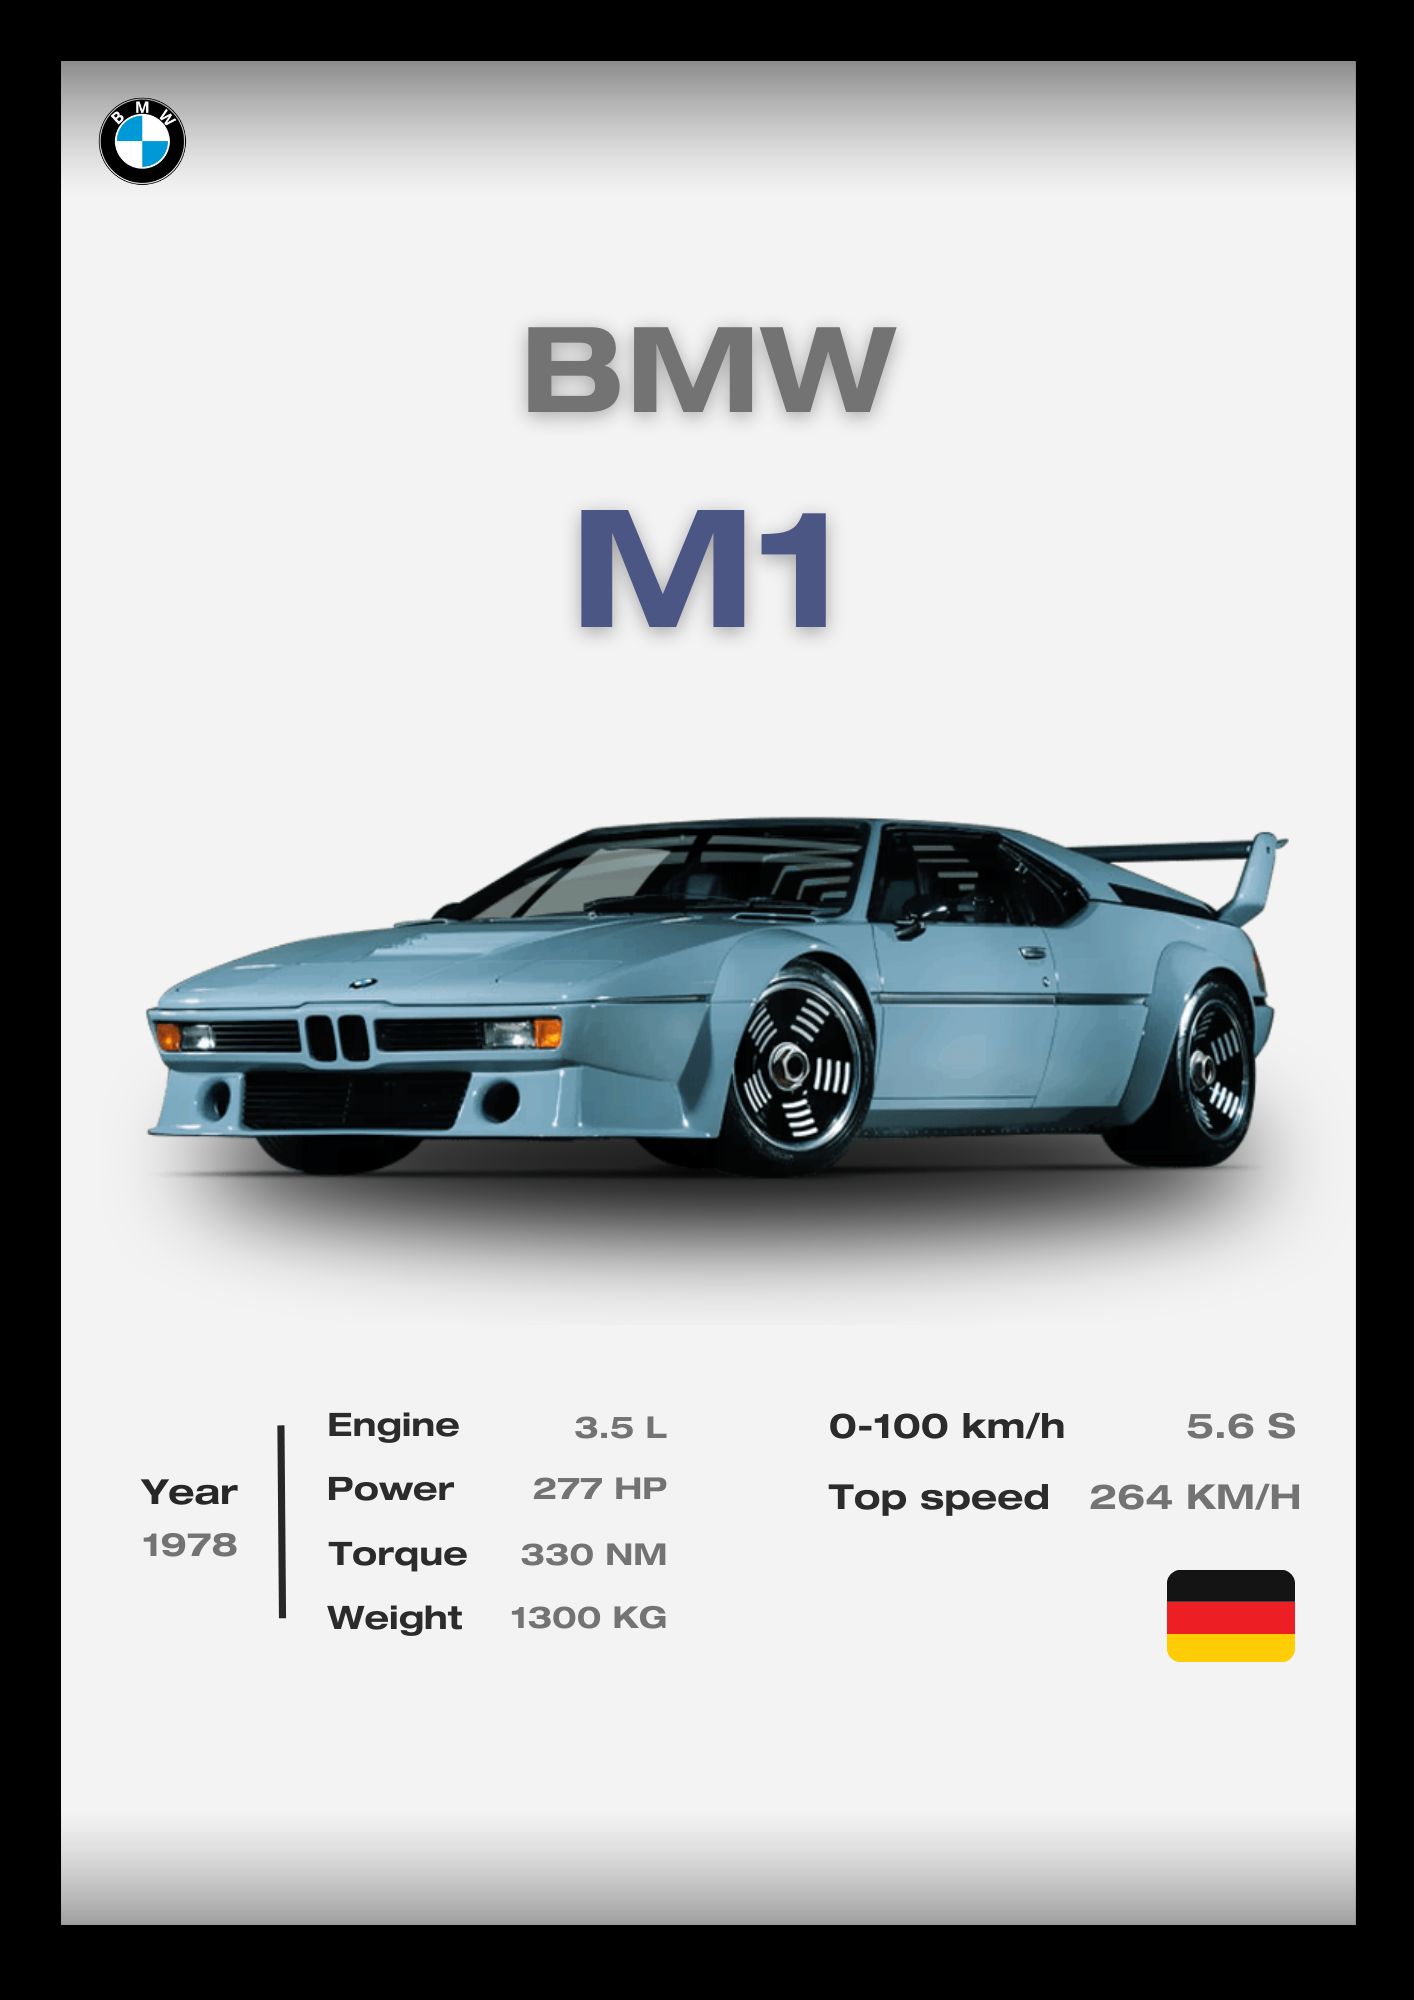 BMW
BMW
M1
Year
1978
Engine 3.5 L
Power 277 HP
Torque 330 NM
Weight 1300 KG
0-100 km/h 5.6 S
Top speed 264 KM/H